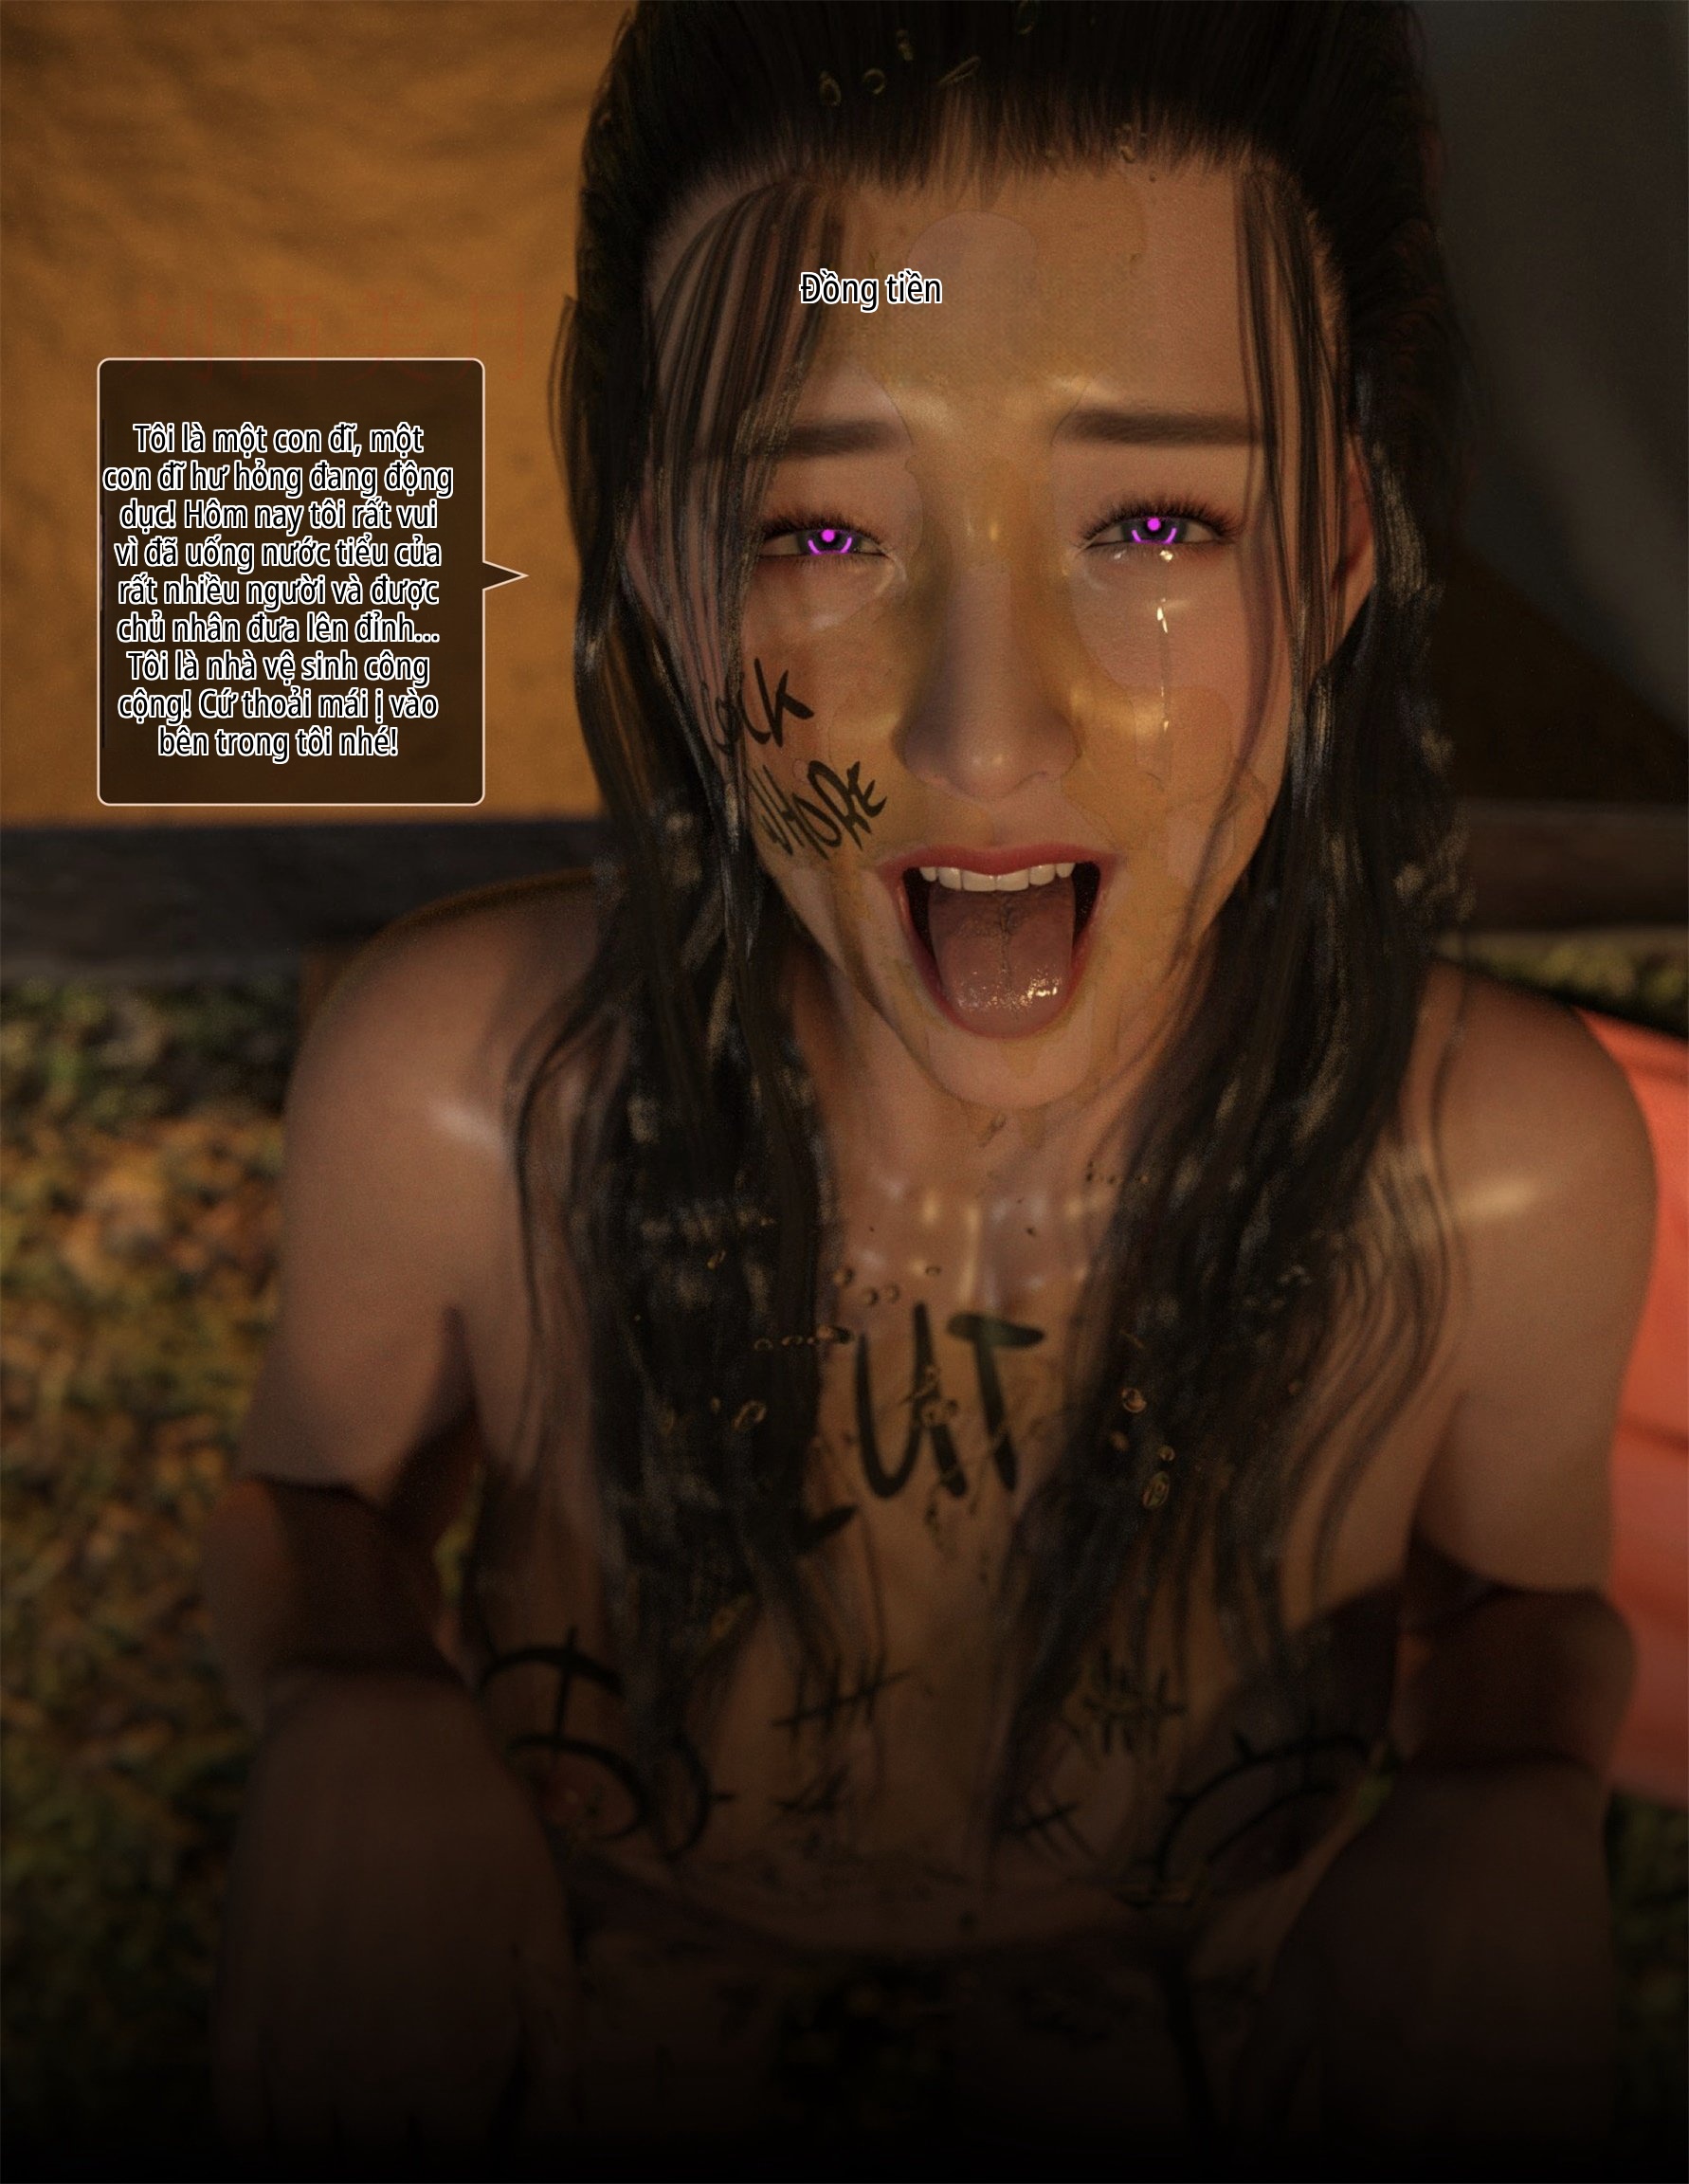 Đồng tiền
Tôi là một con đĩ, một
con đĩ hư hỏng đang động
dục! Hôm nay tôi rất vui
vì đã uống nước tiểu của
rất nhiều người và được
chủ nhân đưa lên đỉnh...
Tôi là nhà vệ sinh công
cộng! Cứ thoải mái ị vào
bên trong tôi nhé!
WHORE